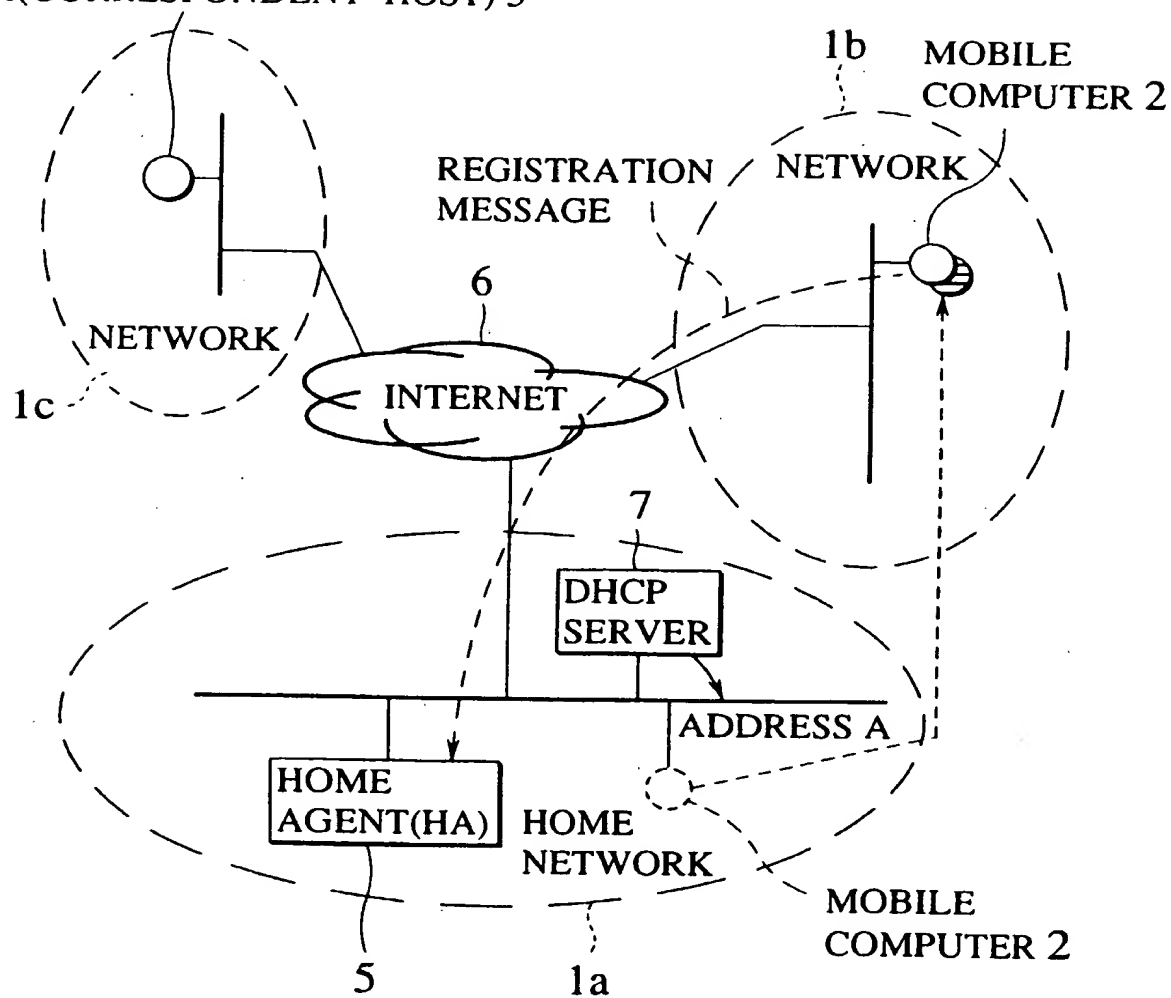 (CORRESPONDENT HOST) 3
1b
MOBILE
COMPUTER 2
NETWORK
REGISTRATION
MESSAGE
6
NETWORK
INTERNET
1c
7
DHCP
SERVER
ADDRESS A
HOME
AGENT(HA)
HOME
NETWORK
MOBILE
COMPUTER 2
5
1a